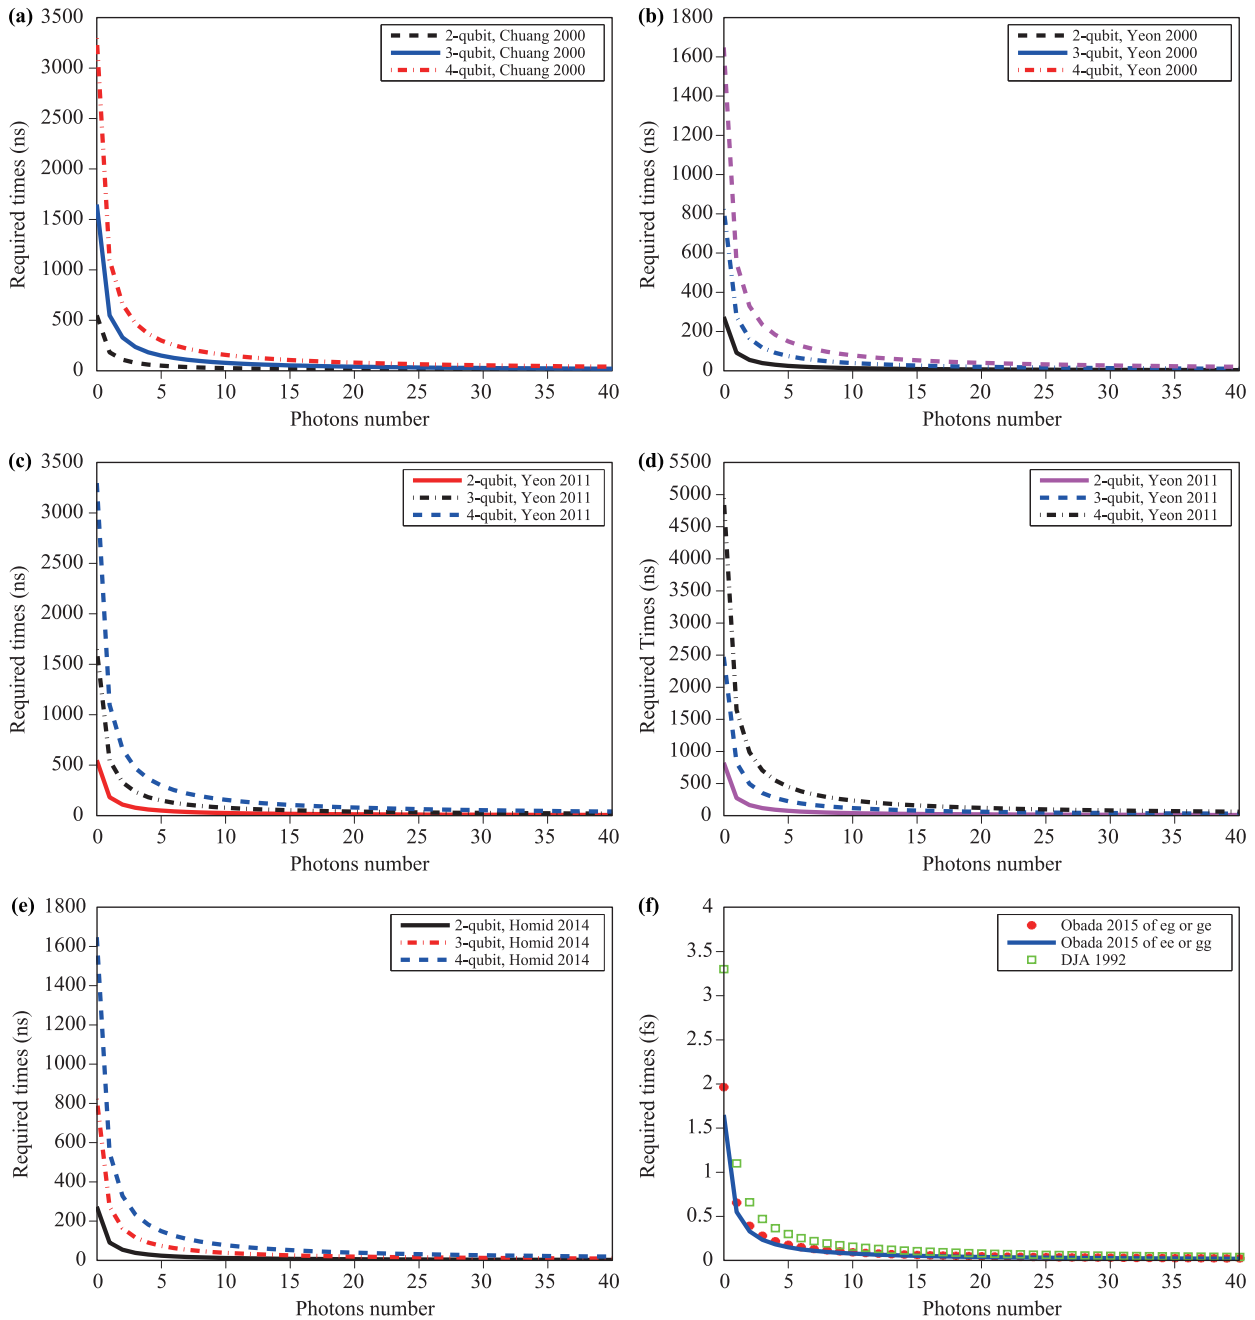 (a)
3500
3000
2500
2000
1500
1000
500
0
Required times (ns)
2-qubit, Chuang 2000
3-qubit, Chuang 2000
4-qubit, Chuang 2000
0 5 10 15 20 25 30 35 40
Photons number
(b)
1800
1600
1400
1200
1000
800
600
400
200
0
Required times (ns)
2-qubit, Yeon 2000
3-qubit, Yeon 2000
4-qubit, Yeon 2000
0 5 10 15 20 25 30 35 40
Photons number
(c)
3500
3000
2500
2000
1500
1000
500
0
Required times (ns)
2-qubit, Yeon 2011
3-qubit, Yeon 2011
4-qubit, Yeon 2011
0 5 10 15 20 25 30 35 40
Photons number
(d)
5500
5000
4500
4000
3500
3000
2500
2000
1500
1000
500
0
Required Times (ns)
2-qubit, Yeon 2011
3-qubit, Yeon 2011
4-qubit, Yeon 2011
0 5 10 15 20 25 30 35 40
Photons number
(e)
1800
1600
1400
1200
1000
800
600
400
200
0
Required times (ns)
2-qubit, Homid 2014
3-qubit, Homid 2014
4-qubit, Homid 2014
0 5 10 15 20 25 30 35 40
Photons number
(f)
4
3.5
3
2.5
2
1.5
1
0.5
0
Required times (fs)
Obada 2015 of eg or ge
Obada 2015 of ee or gg
DJA 1992
0 5 10 15 20 25 30 35 40
Photons number